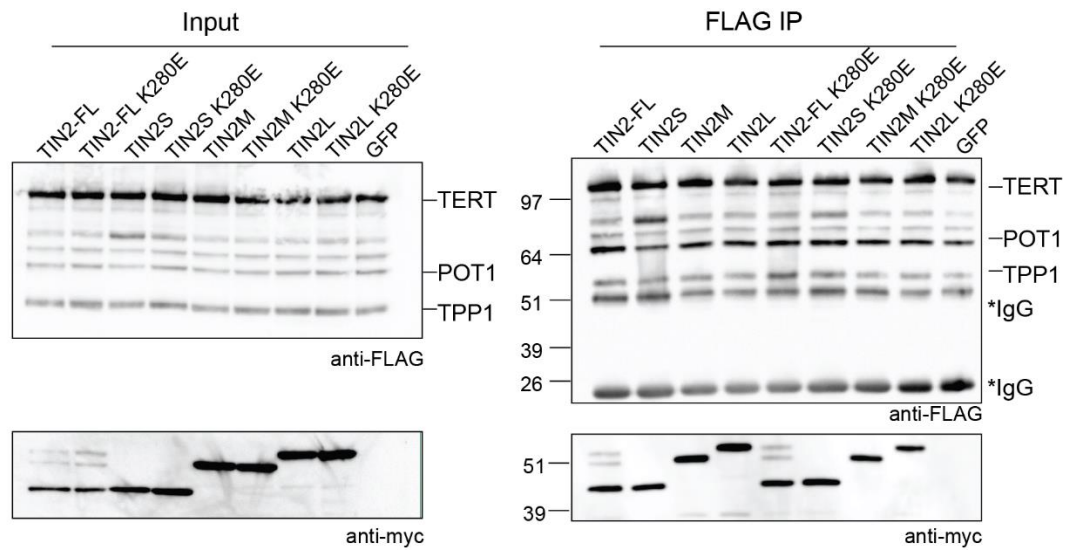 Input
TIN2-FL
TIN2-FL K280E
TIN2S
TIN2S K280E
TIN2M
TIN2M K280E
TIN2L
TIN2L K280E
GFP
TERT
POT1
TPP1
anti-FLAG
anti-myc
FLAG IP
TIN2-FL
TIN2S
TIN2M
TIN2L
TIN2-FL K280E
TIN2S K280E
TIN2M K280E
TIN2L K280E
GFP
97
64
51
39
26
TERT
POT1
TPP1
*IgG
*IgG
anti-FLAG
51
39
anti-myc